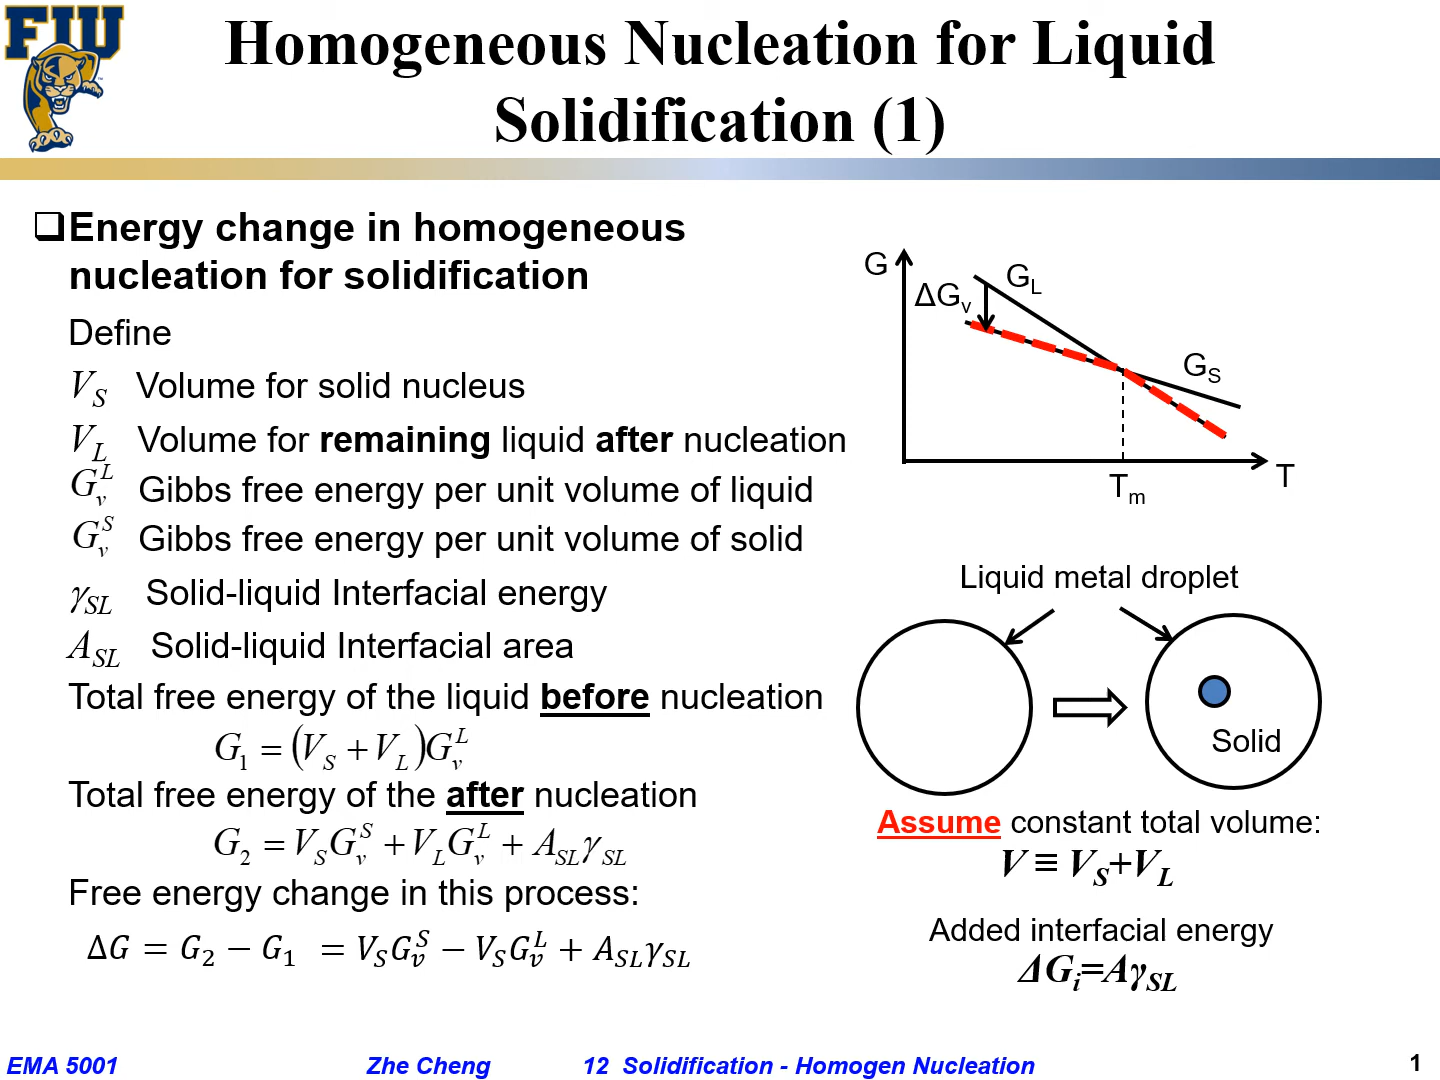 FIU
Homogeneous Nucleation for Liquid
Solidification (1)
❑Energy change in homogeneous
nucleation for solidification
Define
V_S Volume for solid nucleus
V_L Volume for remaining liquid after nucleation
G_v^L Gibbs free energy per unit volume of liquid
G_v^S Gibbs free energy per unit volume of solid
γ_SL Solid-liquid Interfacial energy
A_SL Solid-liquid Interfacial area
Total free energy of the liquid before nucleation
G_1 = (V_S + V_L)G_v^L
Total free energy of the after nucleation
G_2 = V_S G_v^S + V_L G_v^L + A_SL γ_SL
Free energy change in this process:
ΔG = G_2 − G_1 = V_S G_v^S − V_S G_v^L + A_SL γ_SL
G
ΔG_v
G_L
G_S
T_m
T
Liquid metal droplet
Solid
Assume constant total volume:
V ≡ V_S+V_L
Added interfacial energy
ΔG_i=Aγ_SL
EMA 5001
Zhe Cheng
12 Solidification - Homogen Nucleation
1